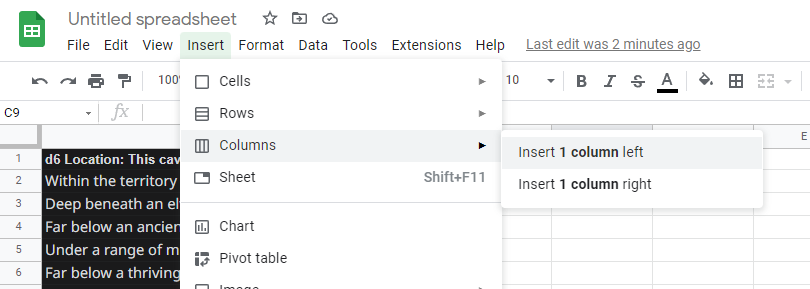 Untitled spreadsheet
File Edit View Insert Format Data Tools Extensions Help Last edit was 2 minutes ago
100% 10 B I S A
C9 fx
E
Cells
Rows
Columns
Sheet Shift+F11
Chart
Pivot table
Image
Insert 1 column left
Insert 1 column right
1 d6 Location: This cav
2 Within the territory
3 Deep beneath an el
4 Far below an ancien
5 Under a range of m
6 Far below a thriving